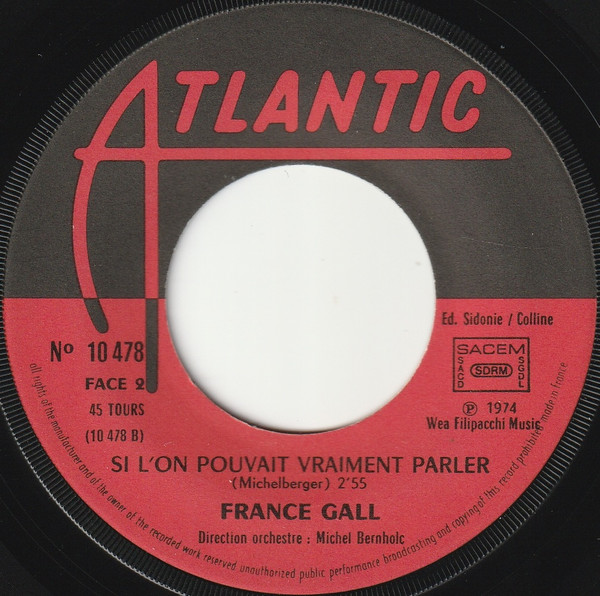 ATLANTIC
Ed. Sidonie / Colline
Nº 10 478
FACE 2
45 TOURS
(10 478 B)
SACEM
SACD
SDRM
SGDL
℗ 1974
Wea Filipacchi Music
SI L'ON POUVAIT VRAIMENT PARLER
(Michelberger) 2'55
FRANCE GALL
Direction orchestre : Michel Bernholc
all rights of the manufacturer and of the owner of the recorded work reserved unauthorized public performance broadcasting and copying of this record prohibited made in France